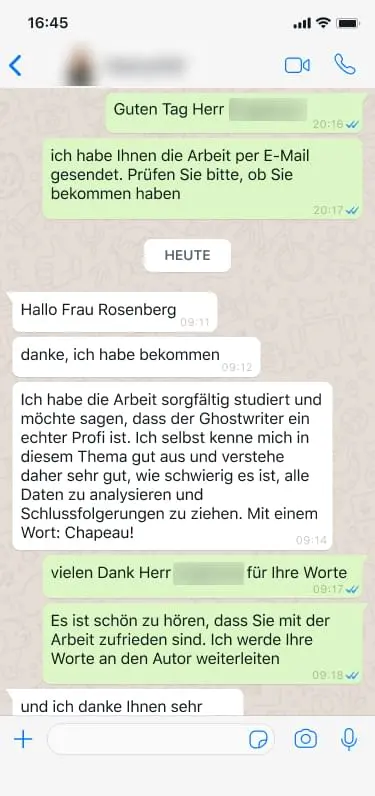 16:45
Guten Tag Herr
20:16
ich habe Ihnen die Arbeit per E-Mail
gesendet. Prüfen Sie bitte, ob Sie
bekommen haben
20:17
HEUTE
Hallo Frau Rosenberg
09:11
danke, ich habe bekommen
09:12
Ich habe die Arbeit sorgfältig studiert und
möchte sagen, dass der Ghostwriter ein
echter Profi ist. Ich selbst kenne mich in
diesem Thema gut aus und verstehe
daher sehr gut, wie schwierig es ist, alle
Daten zu analysieren und
Schlussfolgerungen zu ziehen. Mit einem
Wort: Chapeau!
09:14
vielen Dank Herr für Ihre Worte
09:17
Es ist schön zu hören, dass Sie mit der
Arbeit zufrieden sind. Ich werde Ihre
Worte an den Autor weiterleiten
09:18
und ich danke Ihnen sehr